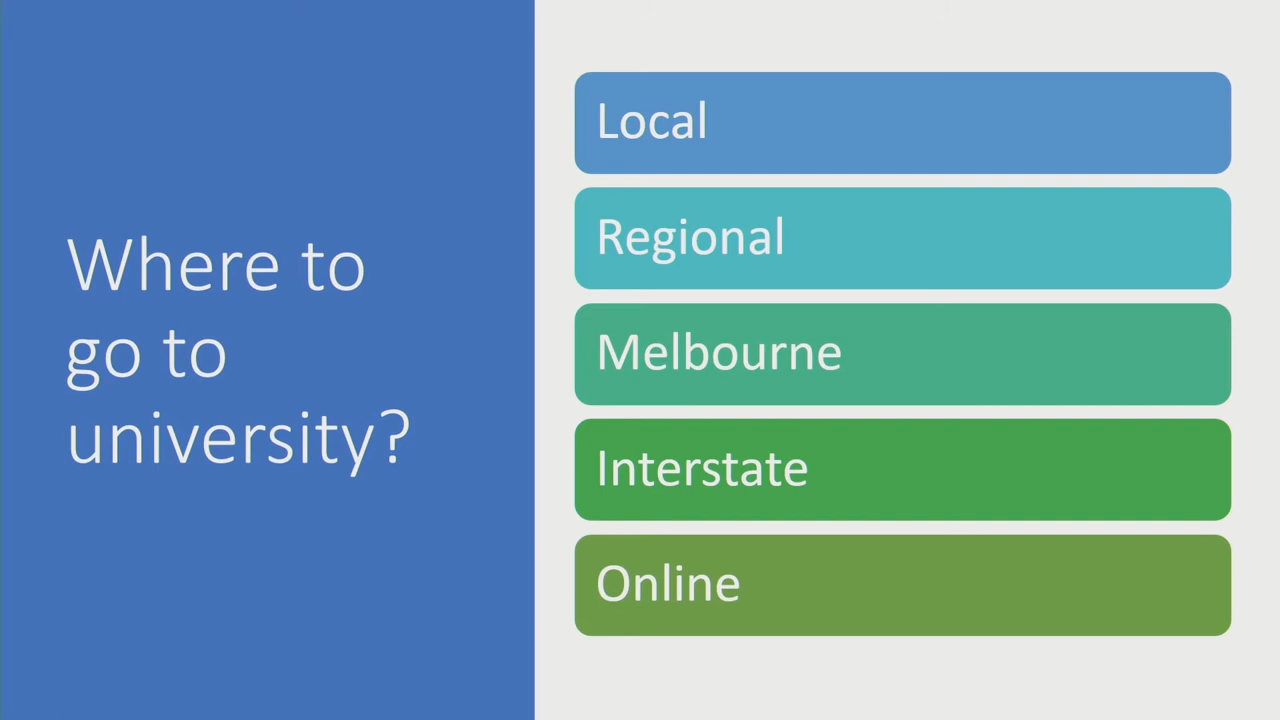 Where to
go to
university?
Local
Regional
Melbourne
Interstate
Online